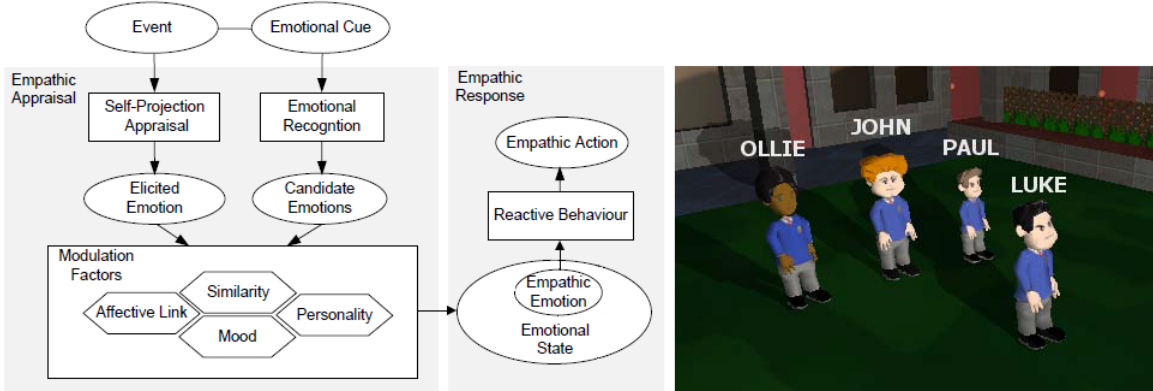 Event
Emotional Cue
Empathic
Appraisal
Self-Projection
Appraisal
Emotional
Recogntion
Elicited
Emotion
Candidate
Emotions
Modulation
Factors
Similarity
Affective Link
Personality
Mood
Empathic
Response
Empathic Action
Reactive Behaviour
Empathic
Emotion
Emotional
State
OLLIE
JOHN
PAUL
LUKE